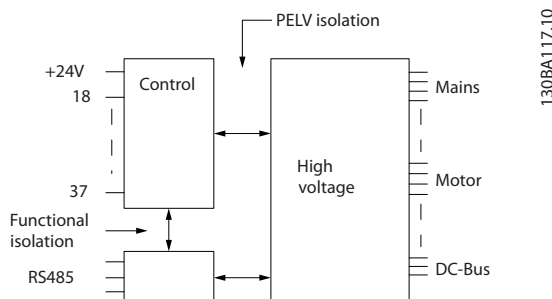 PELV isolation
+24V
18
37
Control
High
voltage
Mains
Motor
DC-Bus
Functional
isolation
RS485
130BA117.10